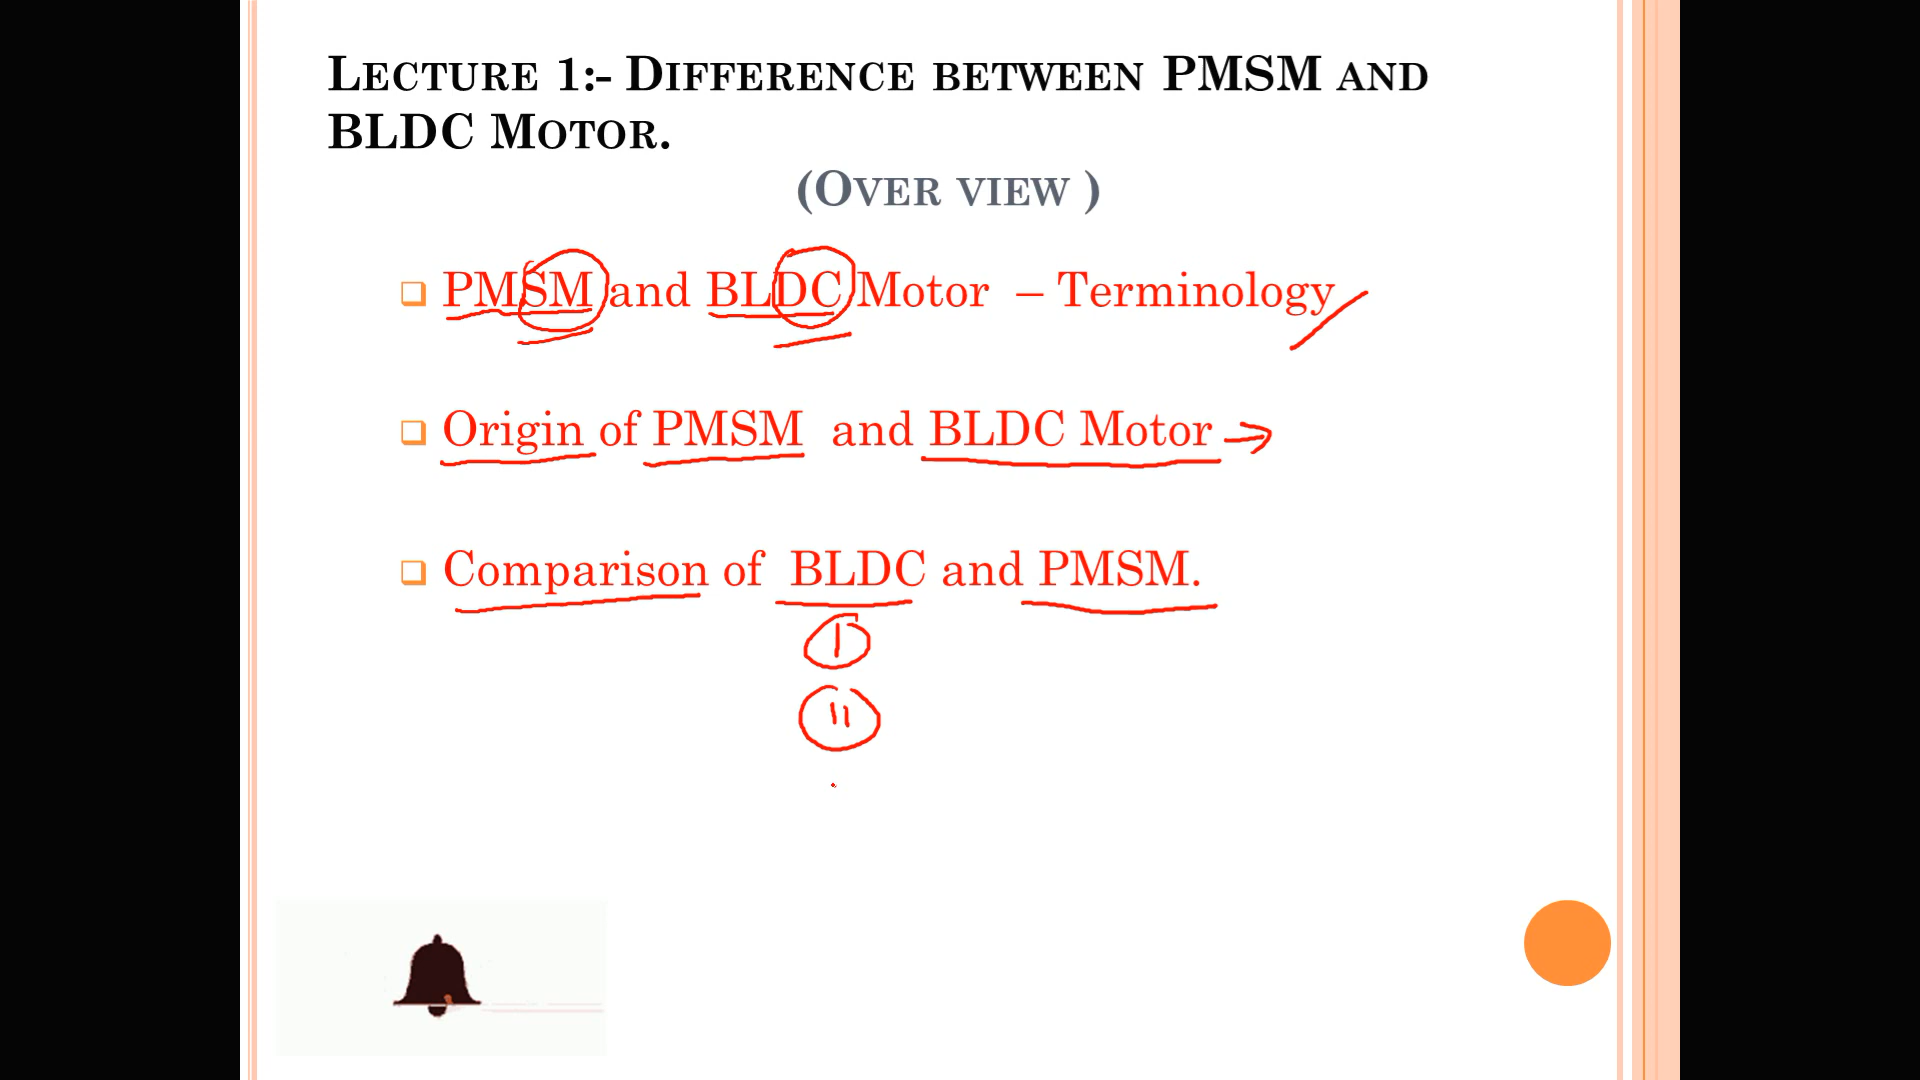 Lecture 1:- Difference between PMSM and
BLDC Motor.
(Over view )
PMSM and BLDC Motor – Terminology
Origin of PMSM and BLDC Motor →
Comparison of BLDC and PMSM.
I
II